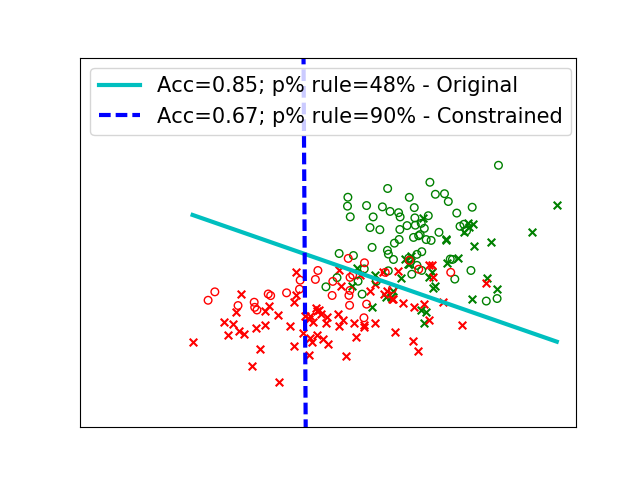 Acc=0.85; p% rule=48% - Original
Acc=0.67; p% rule=90% - Constrained